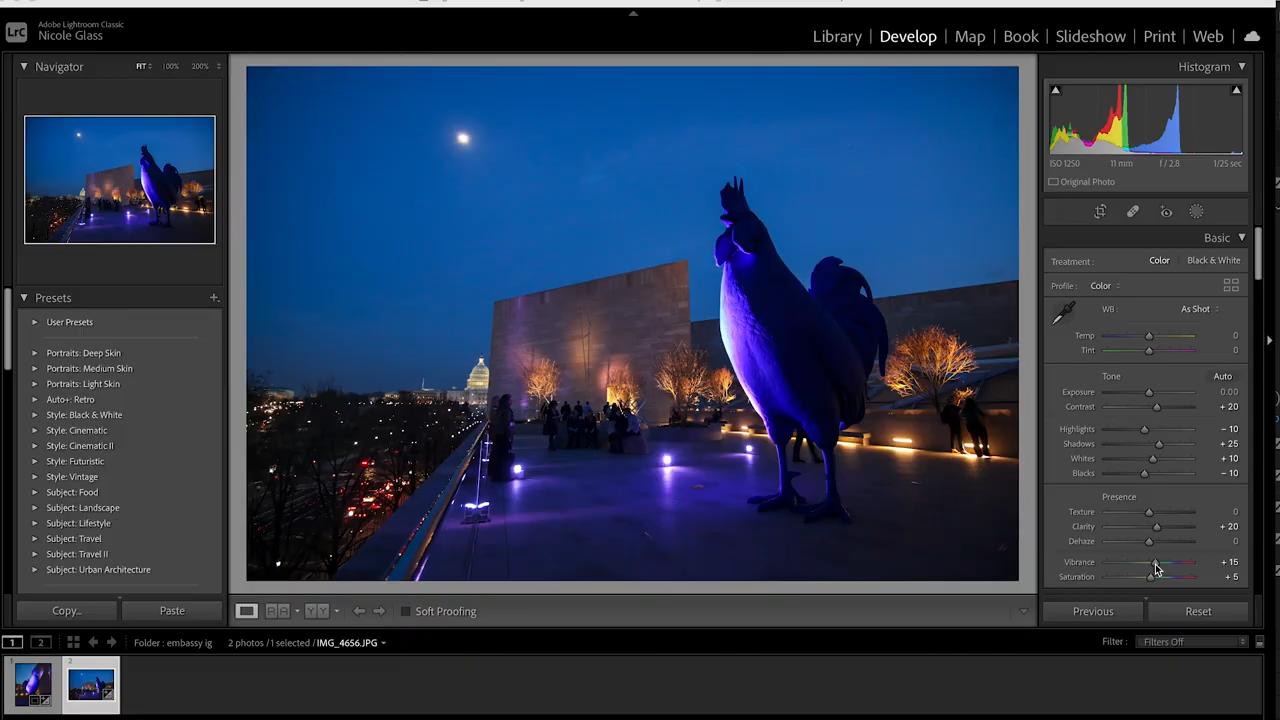 Adobe Lightroom Classic
LrC
Nicole Glass
Library | Develop | Map | Book | Slideshow | Print | Web
Navigator FIT 100% 200%
Histogram
ISO 1250 11 mm f / 2.8 1/25 sec
Original Photo
Basic
Treatment : Color Black & White
Profile : Color
WB : As Shot
Temp 0
Tint 0
Tone Auto
Exposure 0.00
Contrast + 20
Highlights − 10
Shadows + 25
Whites + 10
Blacks − 10
Presence
Texture 0
Clarity + 20
Dehaze 0
Vibrance + 15
Saturation + 5
Previous Reset
Presets
User Presets
Portraits: Deep Skin
Portraits: Medium Skin
Portraits: Light Skin
Auto+: Retro
Style: Black & White
Style: Cinematic
Style: Cinematic II
Style: Futuristic
Style: Vintage
Subject: Food
Subject: Landscape
Subject: Lifestyle
Subject: Travel
Subject: Travel II
Subject: Urban Architecture
Copy... Paste
R A Y Y Soft Proofing
1 2 Folder : embassy ig 2 photos / 1 selected / IMG_4656.JPG Filter : Filters Off
1 2